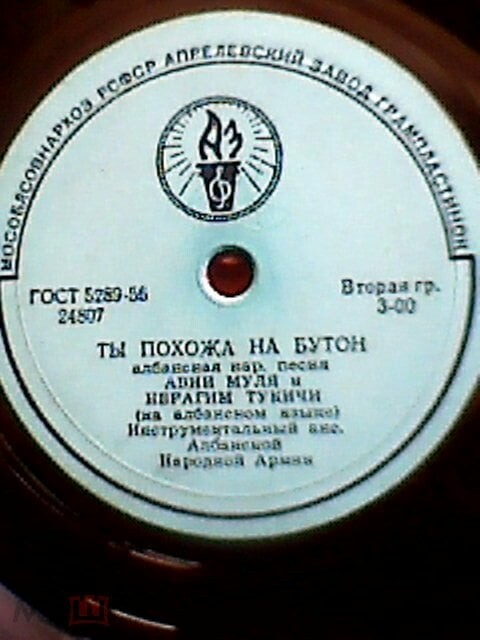 МОСОБЛСОВНАРХОЗ РСФСР АПРЕЛЕВСКИЙ ЗАВОД ГРАМПЛАСТИНОК
АЗ
ГОСТ 5289-56
24807
Вторая гр.
3-00
ТЫ ПОХОЖА НА БУТОН
албанская нар. песня
АВНИ МУЛЯ и
ИБРАГИМ ТУКИЧИ
(на албанском языке)
Инструментальный анс.
Албанской
Народной Армии